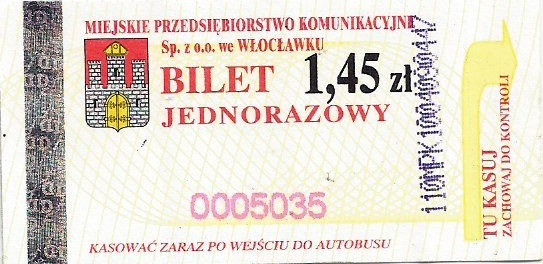 MIEJSKIE PRZEDSIĘBIORSTWO KOMUNIKACYJNE
Sp. z o.o. we WŁOCŁAWKU
BILET 1,45 zł
JEDNORAZOWY
0005035
KASOWAĆ ZARAZ PO WEJŚCIU DO AUTOBUSU
110MPK1004090447
TU KASUJ
ZACHOWAJ DO KONTROLI